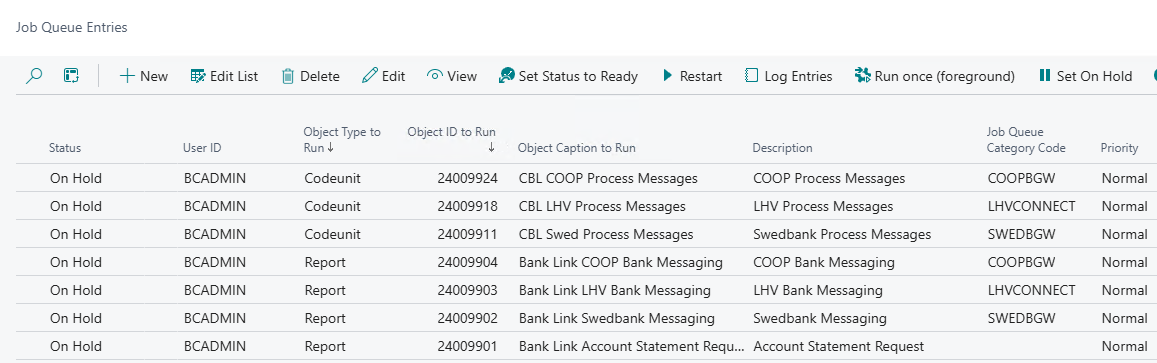 Job Queue Entries
New Edit List Delete Edit View Set Status to Ready Restart Log Entries Run once (foreground) Set On Hold
Status User ID Object Type to Run↓ Object ID to Run ↓ Object Caption to Run Description Job Queue Category Code Priority
On Hold BCADMIN Codeunit 24009924 CBL COOP Process Messages COOP Process Messages COOPBGW Normal
On Hold BCADMIN Codeunit 24009918 CBL LHV Process Messages LHV Process Messages LHVCONNECT Normal
On Hold BCADMIN Codeunit 24009911 CBL Swed Process Messages Swedbank Process Messages SWEDBGW Normal
On Hold BCADMIN Report 24009904 Bank Link COOP Bank Messaging COOP Bank Messaging COOPBGW Normal
On Hold BCADMIN Report 24009903 Bank Link LHV Bank Messaging LHV Bank Messaging LHVCONNECT Normal
On Hold BCADMIN Report 24009902 Bank Link Swedbank Messaging Swedbank Messaging SWEDBGW Normal
On Hold BCADMIN Report 24009901 Bank Link Account Statement Requ... Account Statement Request Normal